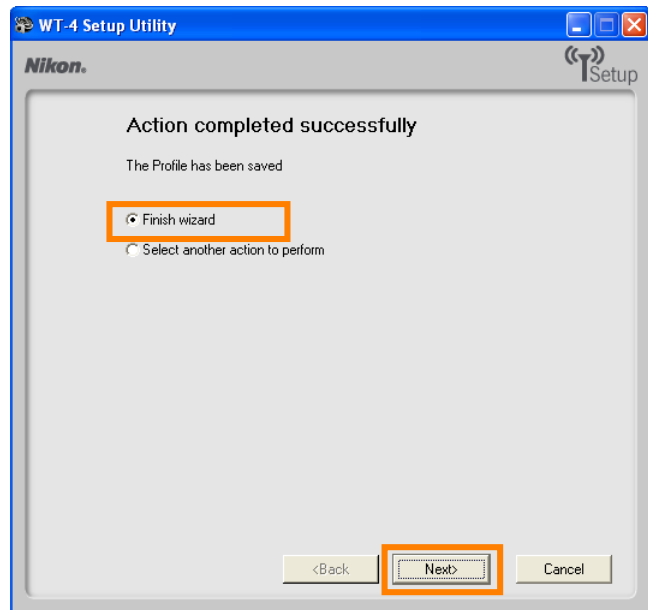 WT-4 Setup Utility
Nikon®
Setup
Action completed successfully
The Profile has been saved
Finish wizard
Select another action to perform
<Back
Next>
Cancel